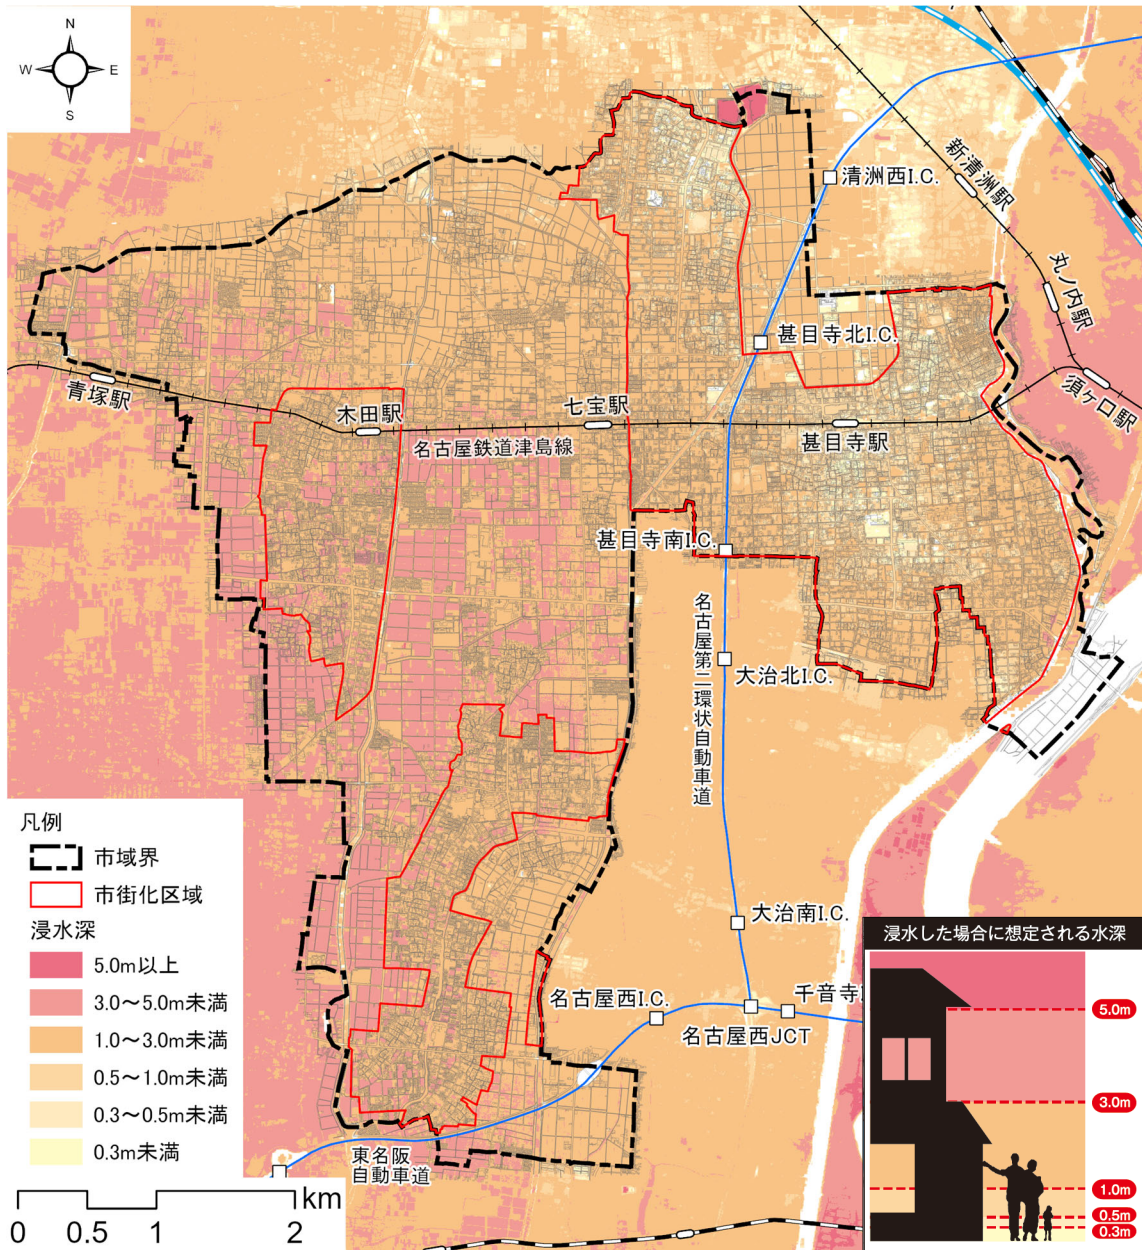 N
W
E
S
清洲西I.C.
新清洲駅
丸ノ内駅
甚目寺北I.C.
須ヶ口駅
青塚駅
木田駅
七宝駅
名古屋鉄道津島線
甚目寺駅
甚目寺南I.C.
名古屋第二環状自動車道
大治北I.C.
大治南I.C.
名古屋西I.C.
千音寺
名古屋西JCT
東名阪
自動車道
凡例
市域界
市街化区域
浸水深
5.0m以上
3.0～5.0m未満
1.0～3.0m未満
0.5～1.0m未満
0.3～0.5m未満
0.3m未満
km
0 0.5 1 2
浸水した場合に想定される水深
5.0m
3.0m
1.0m
0.5m
0.3m